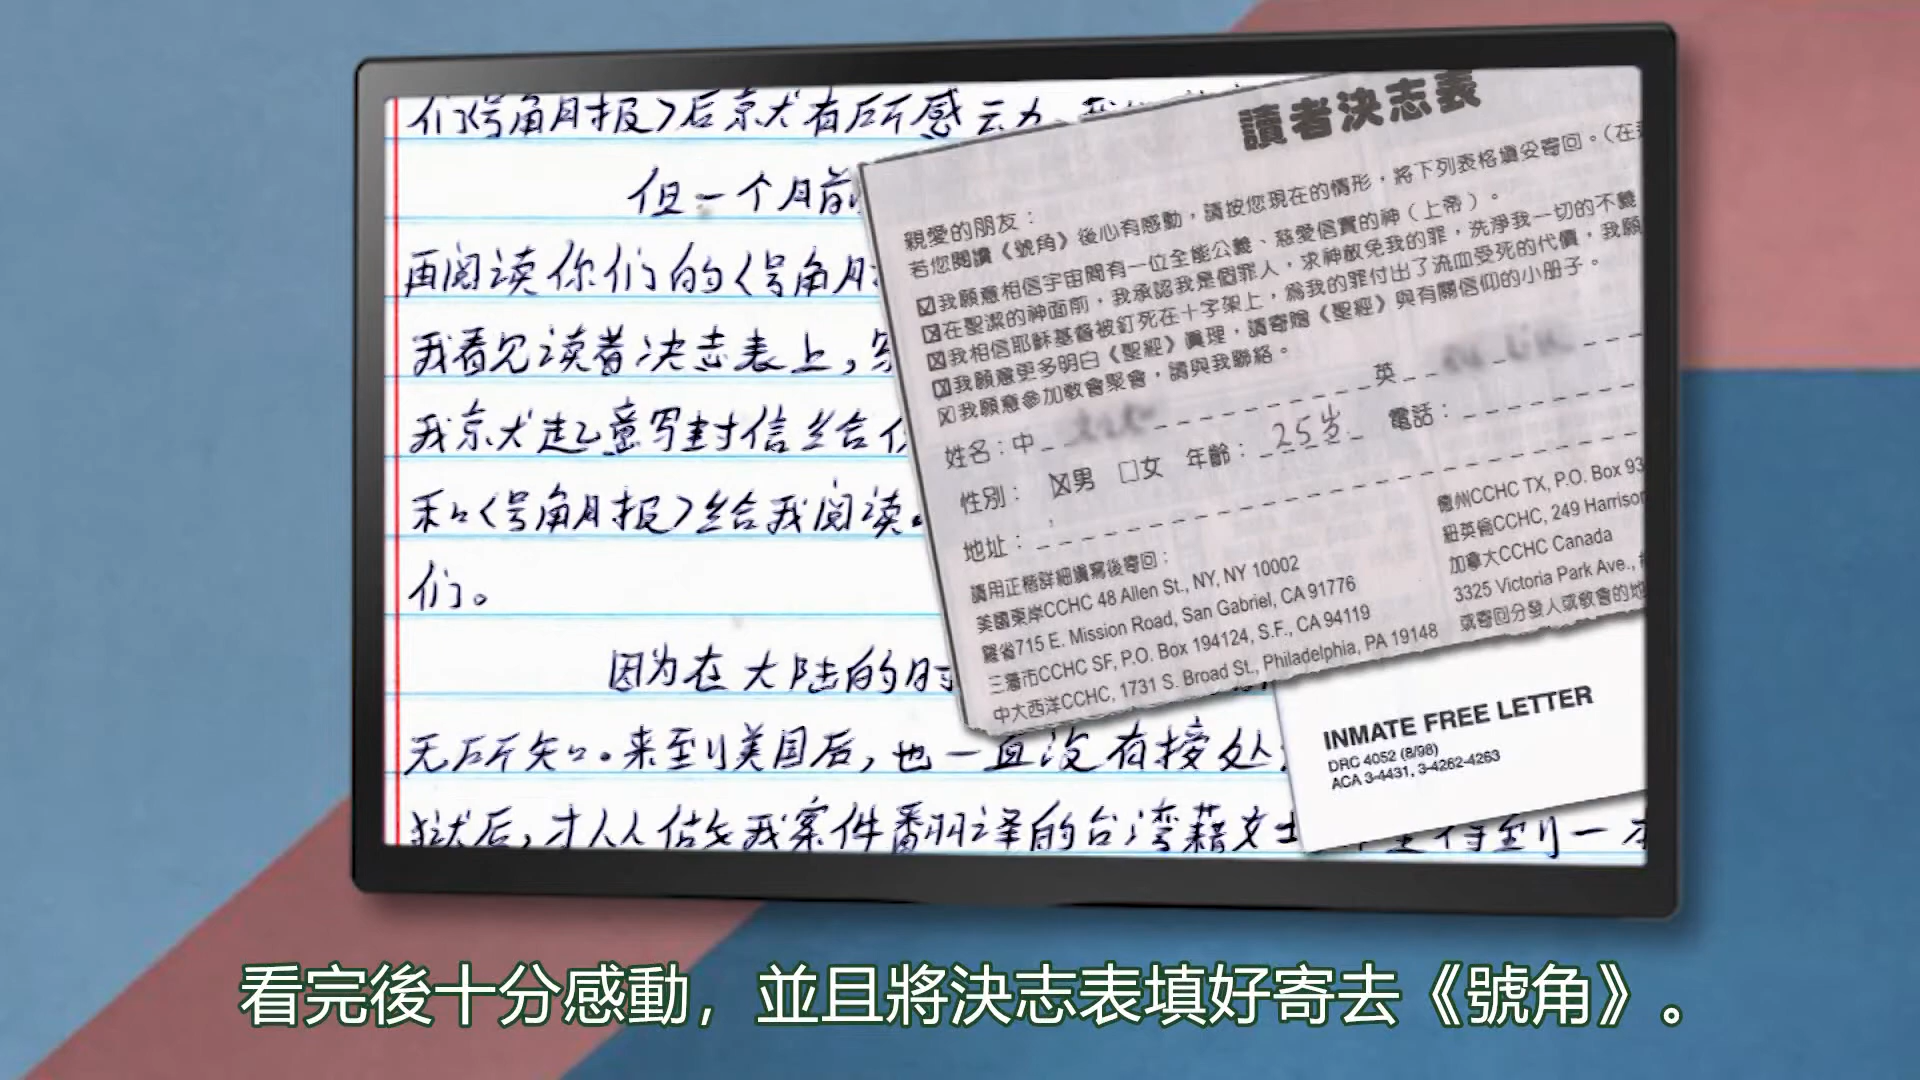 们《号角月报》后京犬有所感云力
但一个月前
再阅读你们的《号角月
我看见读者决志表上，
我京犬起意写封信给
和《号角月报》给我阅读。
们。
因为在大陆的时
无所知。来到美国后，也一直没有接处
狱后，才从给我案件翻译的台湾籍女士
到一本
讀者決志表
親愛的朋友：
若您閱讀《號角》後心有感動，請按您現在的情形，將下列表格填妥寄回。（在
☑我願意相信宇宙間有一位全能公義、慈愛信實的神（上帝）。
☑在聖潔的神面前，我承認我是個罪人，求神赦免我的罪，洗淨我一切的不義
☑我相信耶穌基督被釘死在十字架上，為我的罪付出了流血受死的代價，我願
☑我願意更多明白《聖經》真理，請寄贈《聖經》與有關信仰的小册子。
☑我願意參加教會聚會，請與我聯絡。
姓名：中 英
性別： ☒男 □女 年齡：25岁 電話：
地址：
請用正楷詳細填寫後寄回：
美國東岸CCHC 48 Allen St., NY, NY 10002
羅省715 E. Mission Road, San Gabriel, CA 91776
三藩市CCHC SF, P.O. Box 194124, S.F., CA 94119
中大西洋CCHC, 1731 S. Broad St., Philadelphia, PA 19148
德州CCHC TX, P.O. Box 93
紐英倫CCHC, 249 Harrison
加拿大CCHC Canada
3325 Victoria Park Ave.,
或寄回分發人或教會的地
INMATE FREE LETTER
DRC 4052 (8/98)
ACA 3-4431, 3-4262-4263
看完後十分感動，並且將決志表填好寄去《號角》。